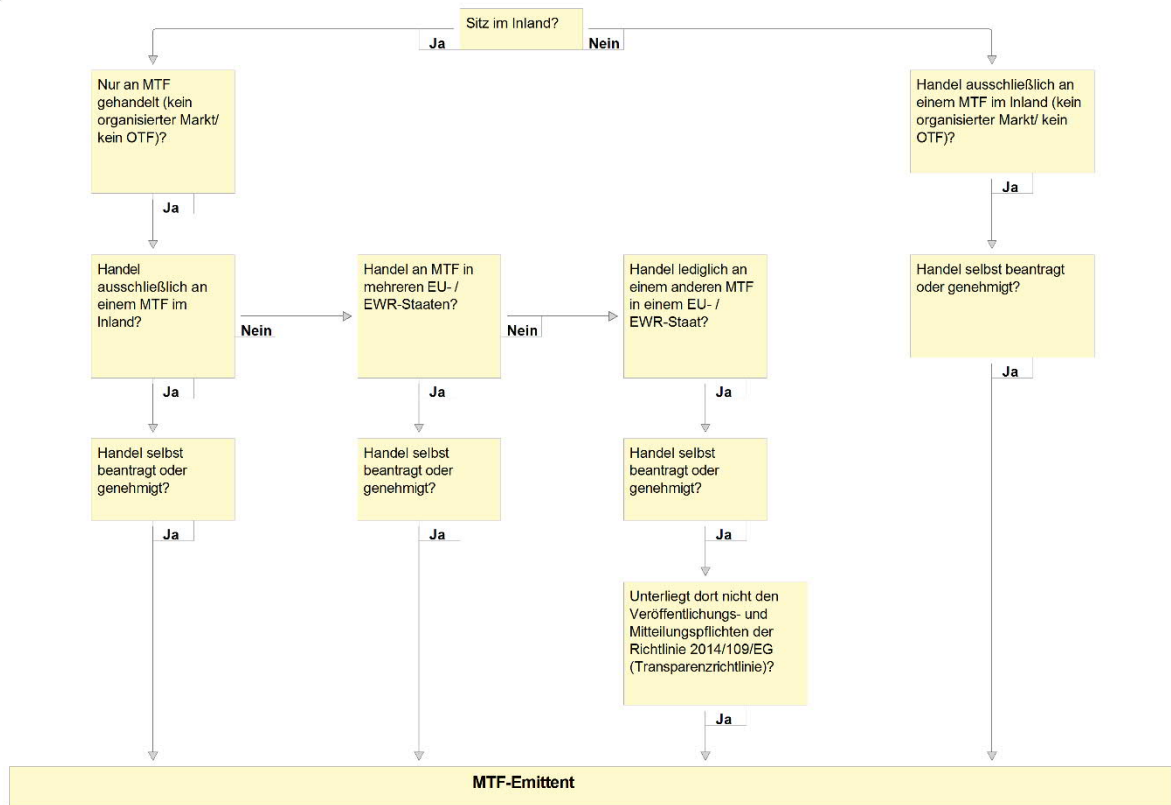 Sitz im Inland?
Ja
Nein
Nur an MTF
gehandelt (kein
organisierter Markt/
kein OTF)?
Ja
Handel ausschließlich an
einem MTF im Inland (kein
organisierter Markt/ kein
OTF)?
Ja
Handel
ausschließlich an
einem MTF im
Inland?
Nein
Ja
Handel an MTF in
mehreren EU- /
EWR-Staaten?
Nein
Ja
Handel lediglich an
einem anderen MTF
in einem EU- /
EWR-Staat?
Ja
Handel selbst beantragt
oder genehmigt?
Ja
Handel selbst
beantragt oder
genehmigt?
Ja
Handel selbst
beantragt oder
genehmigt?
Ja
Handel selbst
beantragt oder
genehmigt?
Ja
Unterliegt dort nicht den
Veröffentlichungs- und
Mitteilungspflichten der
Richtlinie 2014/109/EG
(Transparenzrichtlinie)?
Ja
MTF-Emittent